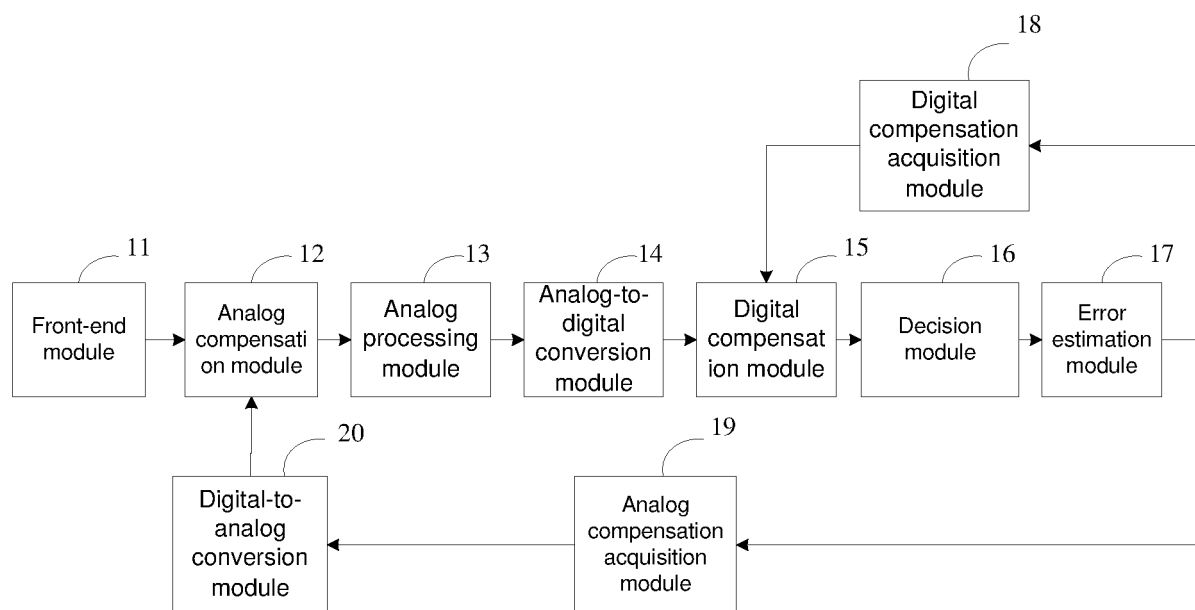 18
Digital
compensation
acquisition
module
11
12
13
14
15
16
17
Front-end
module
Analog
compensati
on module
Analog
processing
module
Analog-to-
digital
conversion
module
Digital
compensat
ion module
Decision
module
Error
estimation
module
20
19
Digital-to-
analog
conversion
module
Analog
compensation
acquisition
module